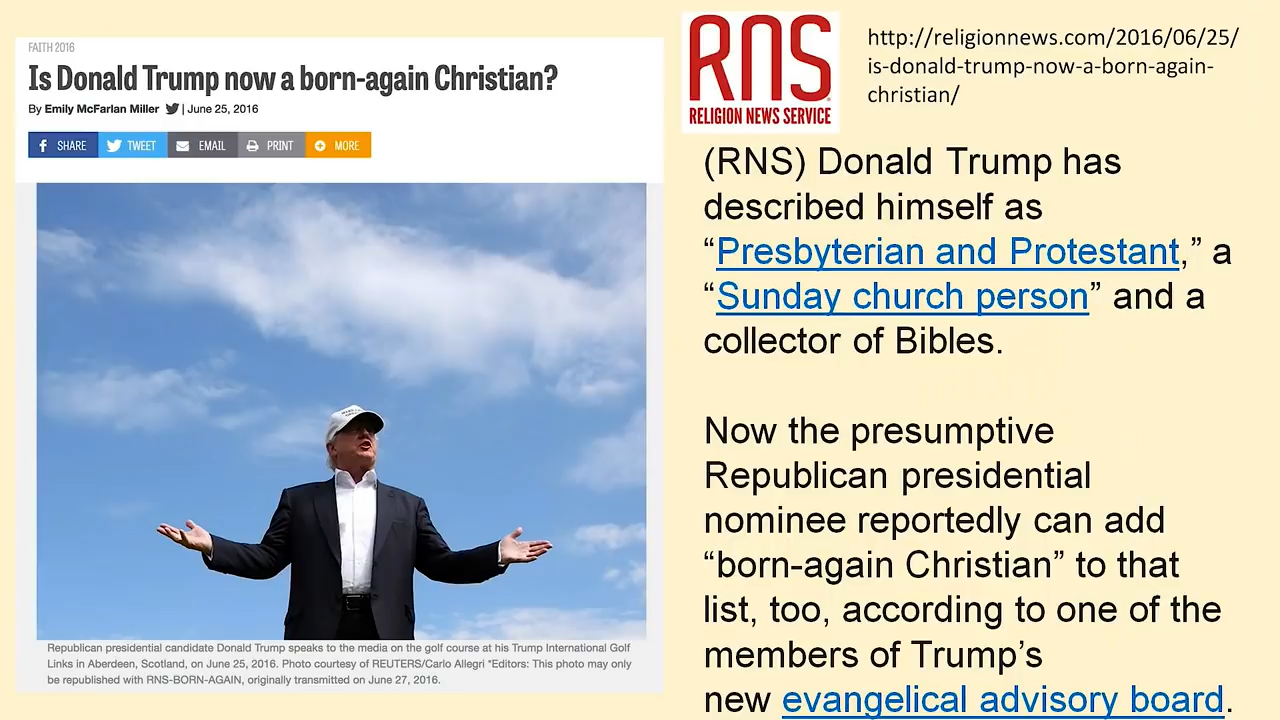 FAITH 2016
Is Donald Trump now a born-again Christian?
By Emily McFarlan Miller | June 25, 2016
SHARE
TWEET
EMAIL
PRINT
MORE
Republican presidential candidate Donald Trump speaks to the media on the golf course at his Trump International Golf
Links in Aberdeen, Scotland, on June 25, 2016. Photo courtesy of REUTERS/Carlo Allegri *Editors: This photo may only
be republished with RNS-BORN-AGAIN, originally transmitted on June 27, 2016.
RNS
RELIGION NEWS SERVICE
http://religionnews.com/2016/06/25/
is-donald-trump-now-a-born-again-
christian/
(RNS) Donald Trump has
described himself as
“Presbyterian and Protestant,” a
“Sunday church person” and a
collector of Bibles.
Now the presumptive
Republican presidential
nominee reportedly can add
“born-again Christian” to that
list, too, according to one of the
members of Trump’s
new evangelical advisory board.